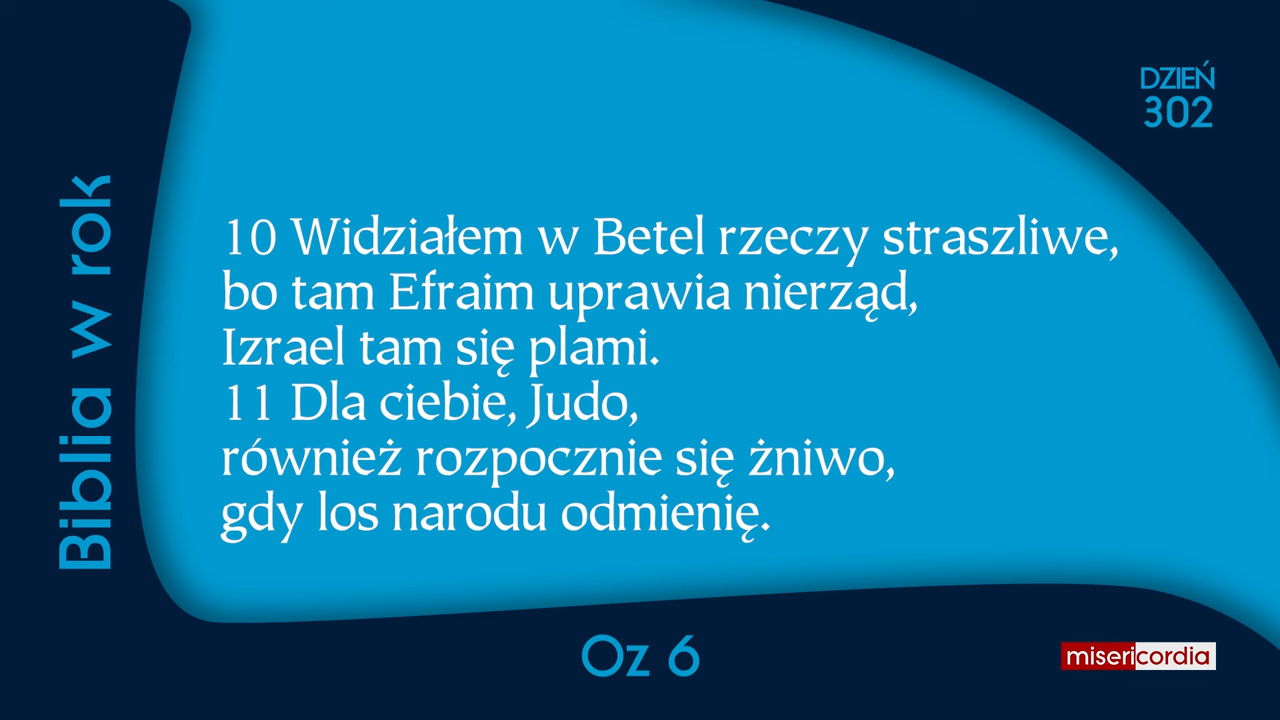 DZIEŃ
302
Biblia w rok
10 Widziałem w Betel rzeczy straszliwe,
bo tam Efraim uprawia nierząd,
Izrael tam się plami.
11 Dla ciebie, Judo,
również rozpocznie się żniwo,
gdy los narodu odmienię.
Oz 6
misericordia